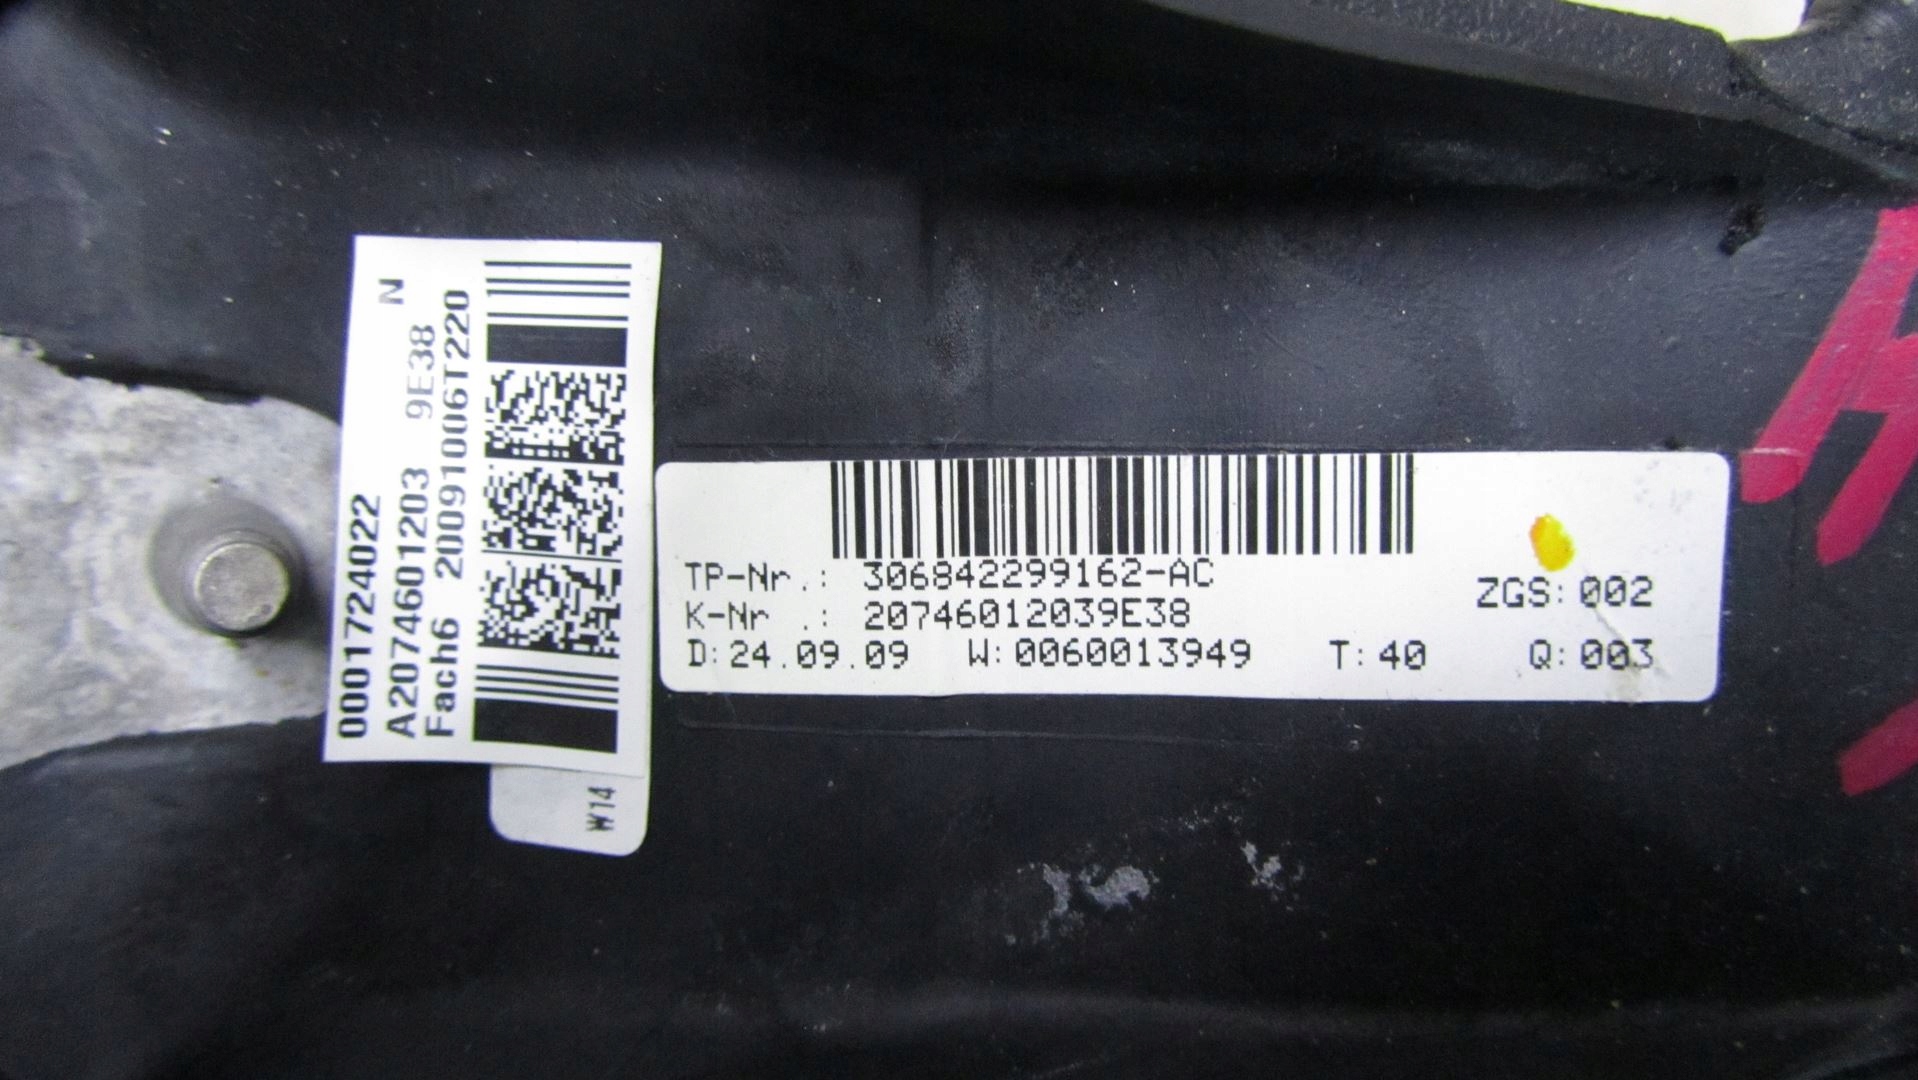 0001724022
A2074601203 9E38 N
Fach6 20091006T220
W14
TP-Nr.: 306842299162-AC
K-Nr .: 20746012039E38
ZGS: 002
D: 24.09.09 W: 0060013949 T: 40 Q: 003